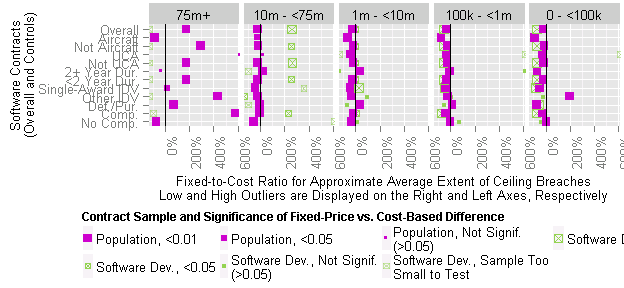 75m+
10m - <75m
1m - <10m
100k - <1m
0 - <100k
Software Contracts
(Overall and Controls)
Overall
Aircraft
Not Aircraft
UCA
Not UCA
2+ Year Dur.
<2 Year Dur.
Single-Award IDV
Other IDV
Def./Pur.
Comp.
No Comp.
0%
200%
400%
600%
0%
200%
400%
600%
0%
200%
400%
600%
0%
200%
400%
600%
0%
200%
400%
600%
Fixed-to-Cost Ratio for Approximate Average Extent of Ceiling Breaches
Low and High Outliers are Displayed on the Right and Left Axes, Respectively
Contract Sample and Significance of Fixed-Price vs. Cost-Based Difference
Population, <0.01
Population, <0.05
Population, Not Signif.
(>0.05)
Software D
Software Dev., <0.05
Software Dev., Not Signif.
(>0.05)
Software Dev., Sample Too
Small to Test